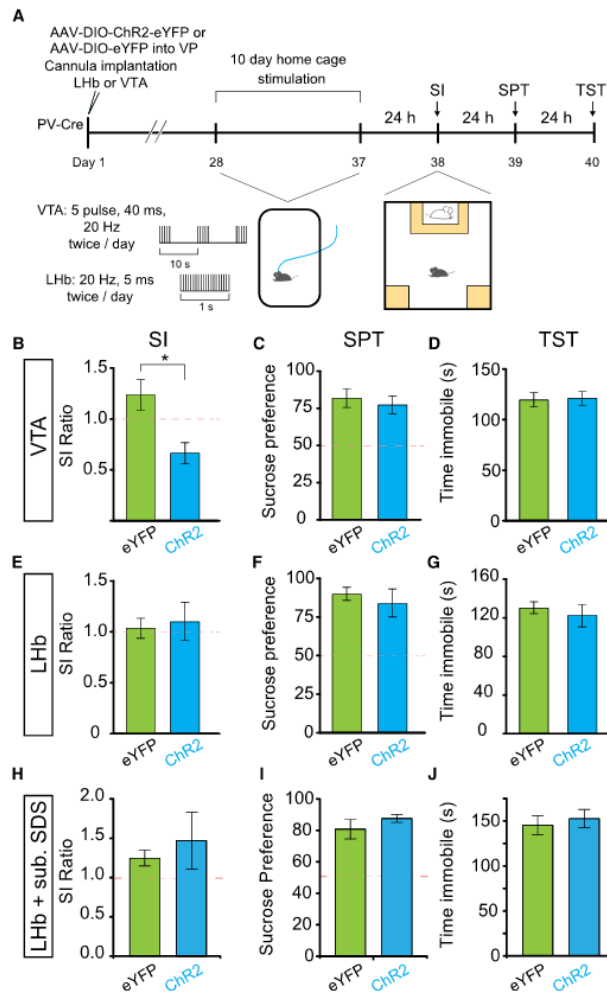 A
AAV-DIO-ChR2-eYFP or
AAV-DIO-eYFP into VP
Cannula implantation
LHb or VTA
10 day home cage
stimulation
SI
SPT
TST
24 h
24 h
24 h
PV-Cre
Day 1
28
37
38
39
40
VTA: 5 pulse, 40 ms,
20 Hz
twice / day
10 s
LHb: 20 Hz, 5 ms
twice / day
1 s
B
SI
C
SPT
D
TST
VTA
SI Ratio
1.5
1.0
0.5
0
*
eYFP
ChR2
Sucrose preference
100
75
50
25
0
eYFP
ChR2
Time immobile (s)
150
100
50
0
eYFP
ChR2
E
F
G
LHb
SI Ratio
1.5
1.0
0.5
0
eYFP
ChR2
Sucrose preference
100
75
50
25
0
eYFP
ChR2
Time immobile (s)
160
120
80
40
0
eYFP
ChR2
H
I
J
LHb + sub. SDS
SI Ratio
2.0
1.5
1.0
0.5
0.0
eYFP
ChR2
Sucrose Preference
100
80
60
40
20
0
eYFP
ChR2
Time immobile (s)
150
100
50
0
eYFP
ChR2